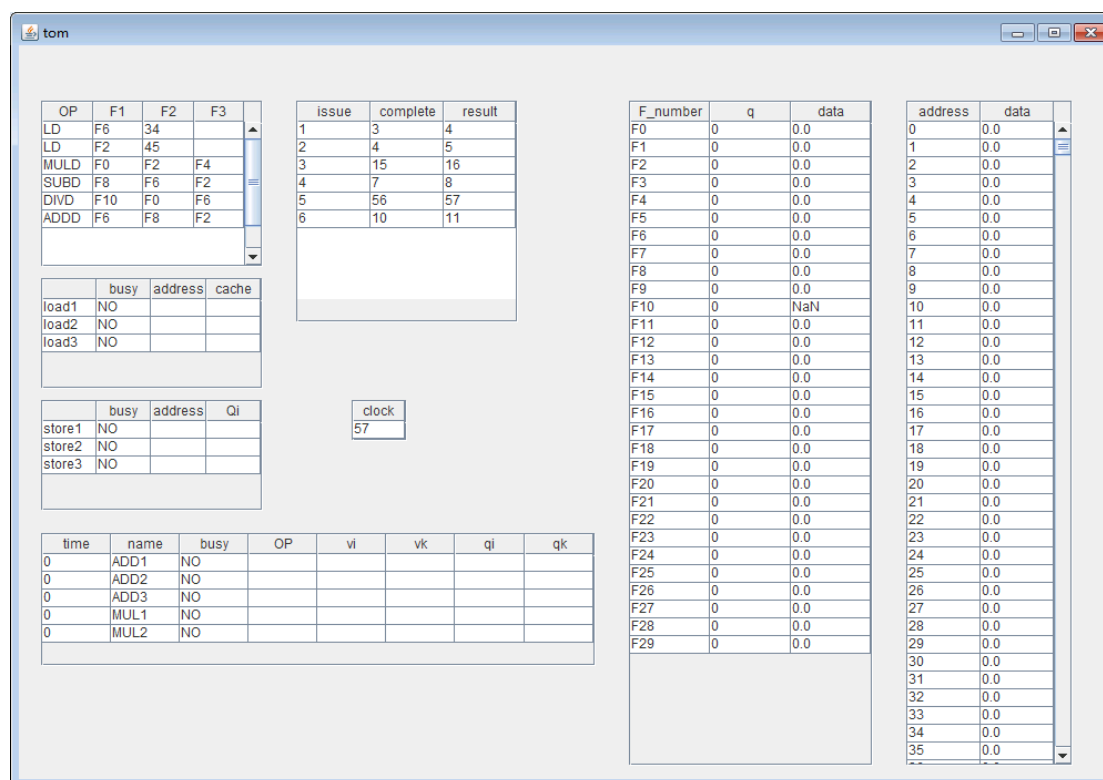 tom
OP F1 F2 F3
LD F6 34
LD F2 45
MULD F0 F2 F4
SUBD F8 F6 F2
DIVD F10 F0 F6
ADDD F6 F8 F2
issue complete result
1 3 4
2 4 5
3 15 16
4 7 8
5 56 57
6 10 11
busy address cache
load1 NO
load2 NO
load3 NO
busy address Qi
store1 NO
store2 NO
store3 NO
clock
57
time name busy OP vi vk qi qk
0 ADD1 NO
0 ADD2 NO
0 ADD3 NO
0 MUL1 NO
0 MUL2 NO
F_number q data
F0 0 0.0
F1 0 0.0
F2 0 0.0
F3 0 0.0
F4 0 0.0
F5 0 0.0
F6 0 0.0
F7 0 0.0
F8 0 0.0
F9 0 0.0
F10 0 NaN
F11 0 0.0
F12 0 0.0
F13 0 0.0
F14 0 0.0
F15 0 0.0
F16 0 0.0
F17 0 0.0
F18 0 0.0
F19 0 0.0
F20 0 0.0
F21 0 0.0
F22 0 0.0
F23 0 0.0
F24 0 0.0
F25 0 0.0
F26 0 0.0
F27 0 0.0
F28 0 0.0
F29 0 0.0
address data
0 0.0
1 0.0
2 0.0
3 0.0
4 0.0
5 0.0
6 0.0
7 0.0
8 0.0
9 0.0
10 0.0
11 0.0
12 0.0
13 0.0
14 0.0
15 0.0
16 0.0
17 0.0
18 0.0
19 0.0
20 0.0
21 0.0
22 0.0
23 0.0
24 0.0
25 0.0
26 0.0
27 0.0
28 0.0
29 0.0
30 0.0
31 0.0
32 0.0
33 0.0
34 0.0
35 0.0